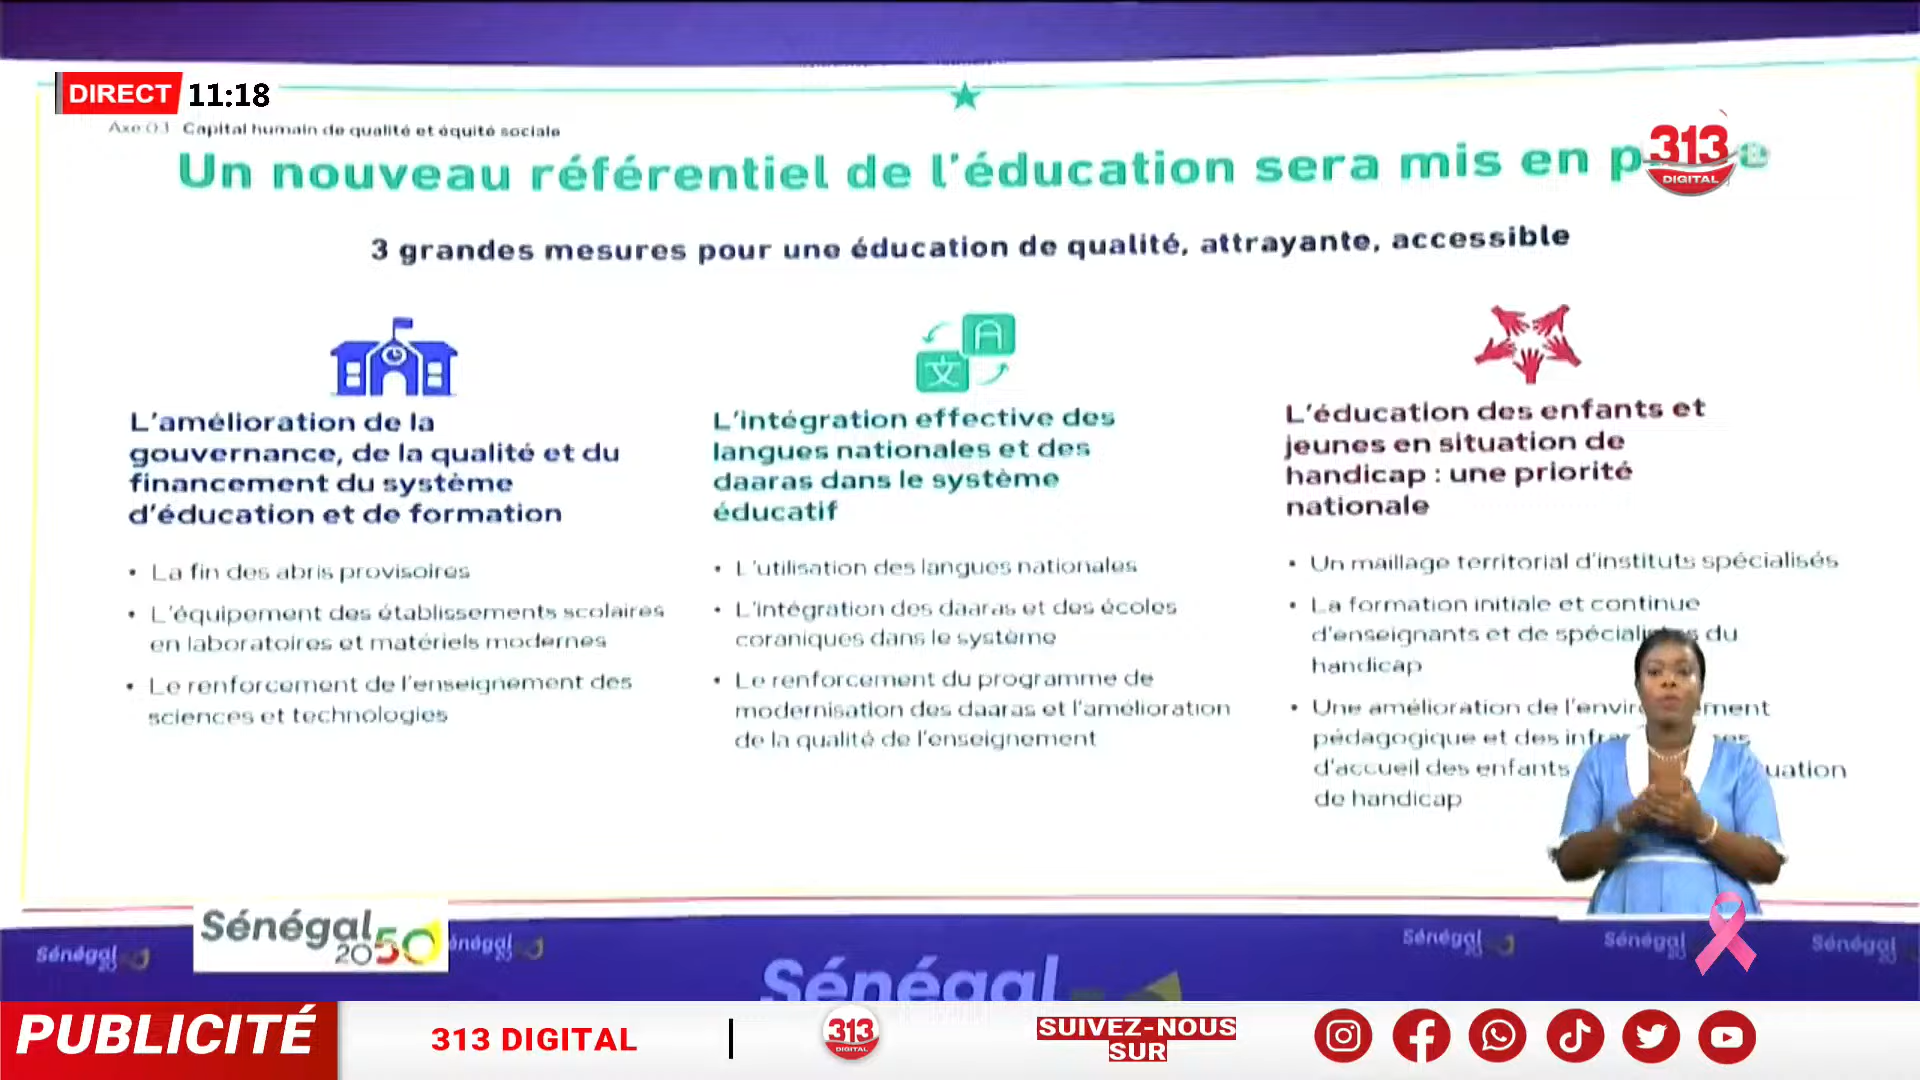 DIRECT 11:18
Axe 03 Capital humain de qualité et équité sociale
Un nouveau référentiel de l'éducation sera mis en
313
DIGITAL
3 grandes mesures pour une éducation de qualité, attrayante, accessible
L'amélioration de la
gouvernance, de la qualité et du
financement du système
d'éducation et de formation
• La fin des abris provisoires
• L'équipement des établissements scolaires
en laboratoires et matériels modernes
• Le renforcement de l'enseignement des
sciences et technologies
L'intégration effective des
langues nationales et des
daaras dans le système
éducatif
• L'utilisation des langues nationales
• L'intégration des daaras et des écoles
coraniques dans le système
• Le renforcement du programme de
modernisation des daaras et l'amélioration
de la qualité de l'enseignement
L'éducation des enfants et
jeunes en situation de
handicap : une priorité
nationale
• Un maillage territorial d'instituts spécialisés
• La formation initiale et continue
d'enseignants et de du
handicap
• Une amélioration de
pédagogique et des
d'accueil des enfants
de handicap
Sénégal
2050
Sénégal
Sénégal
Sénégal
Sénégal
Sénégal
PUBLICITÉ
313 DIGITAL
313
DIGITAL
SUIVEZ-NOUS
SUR